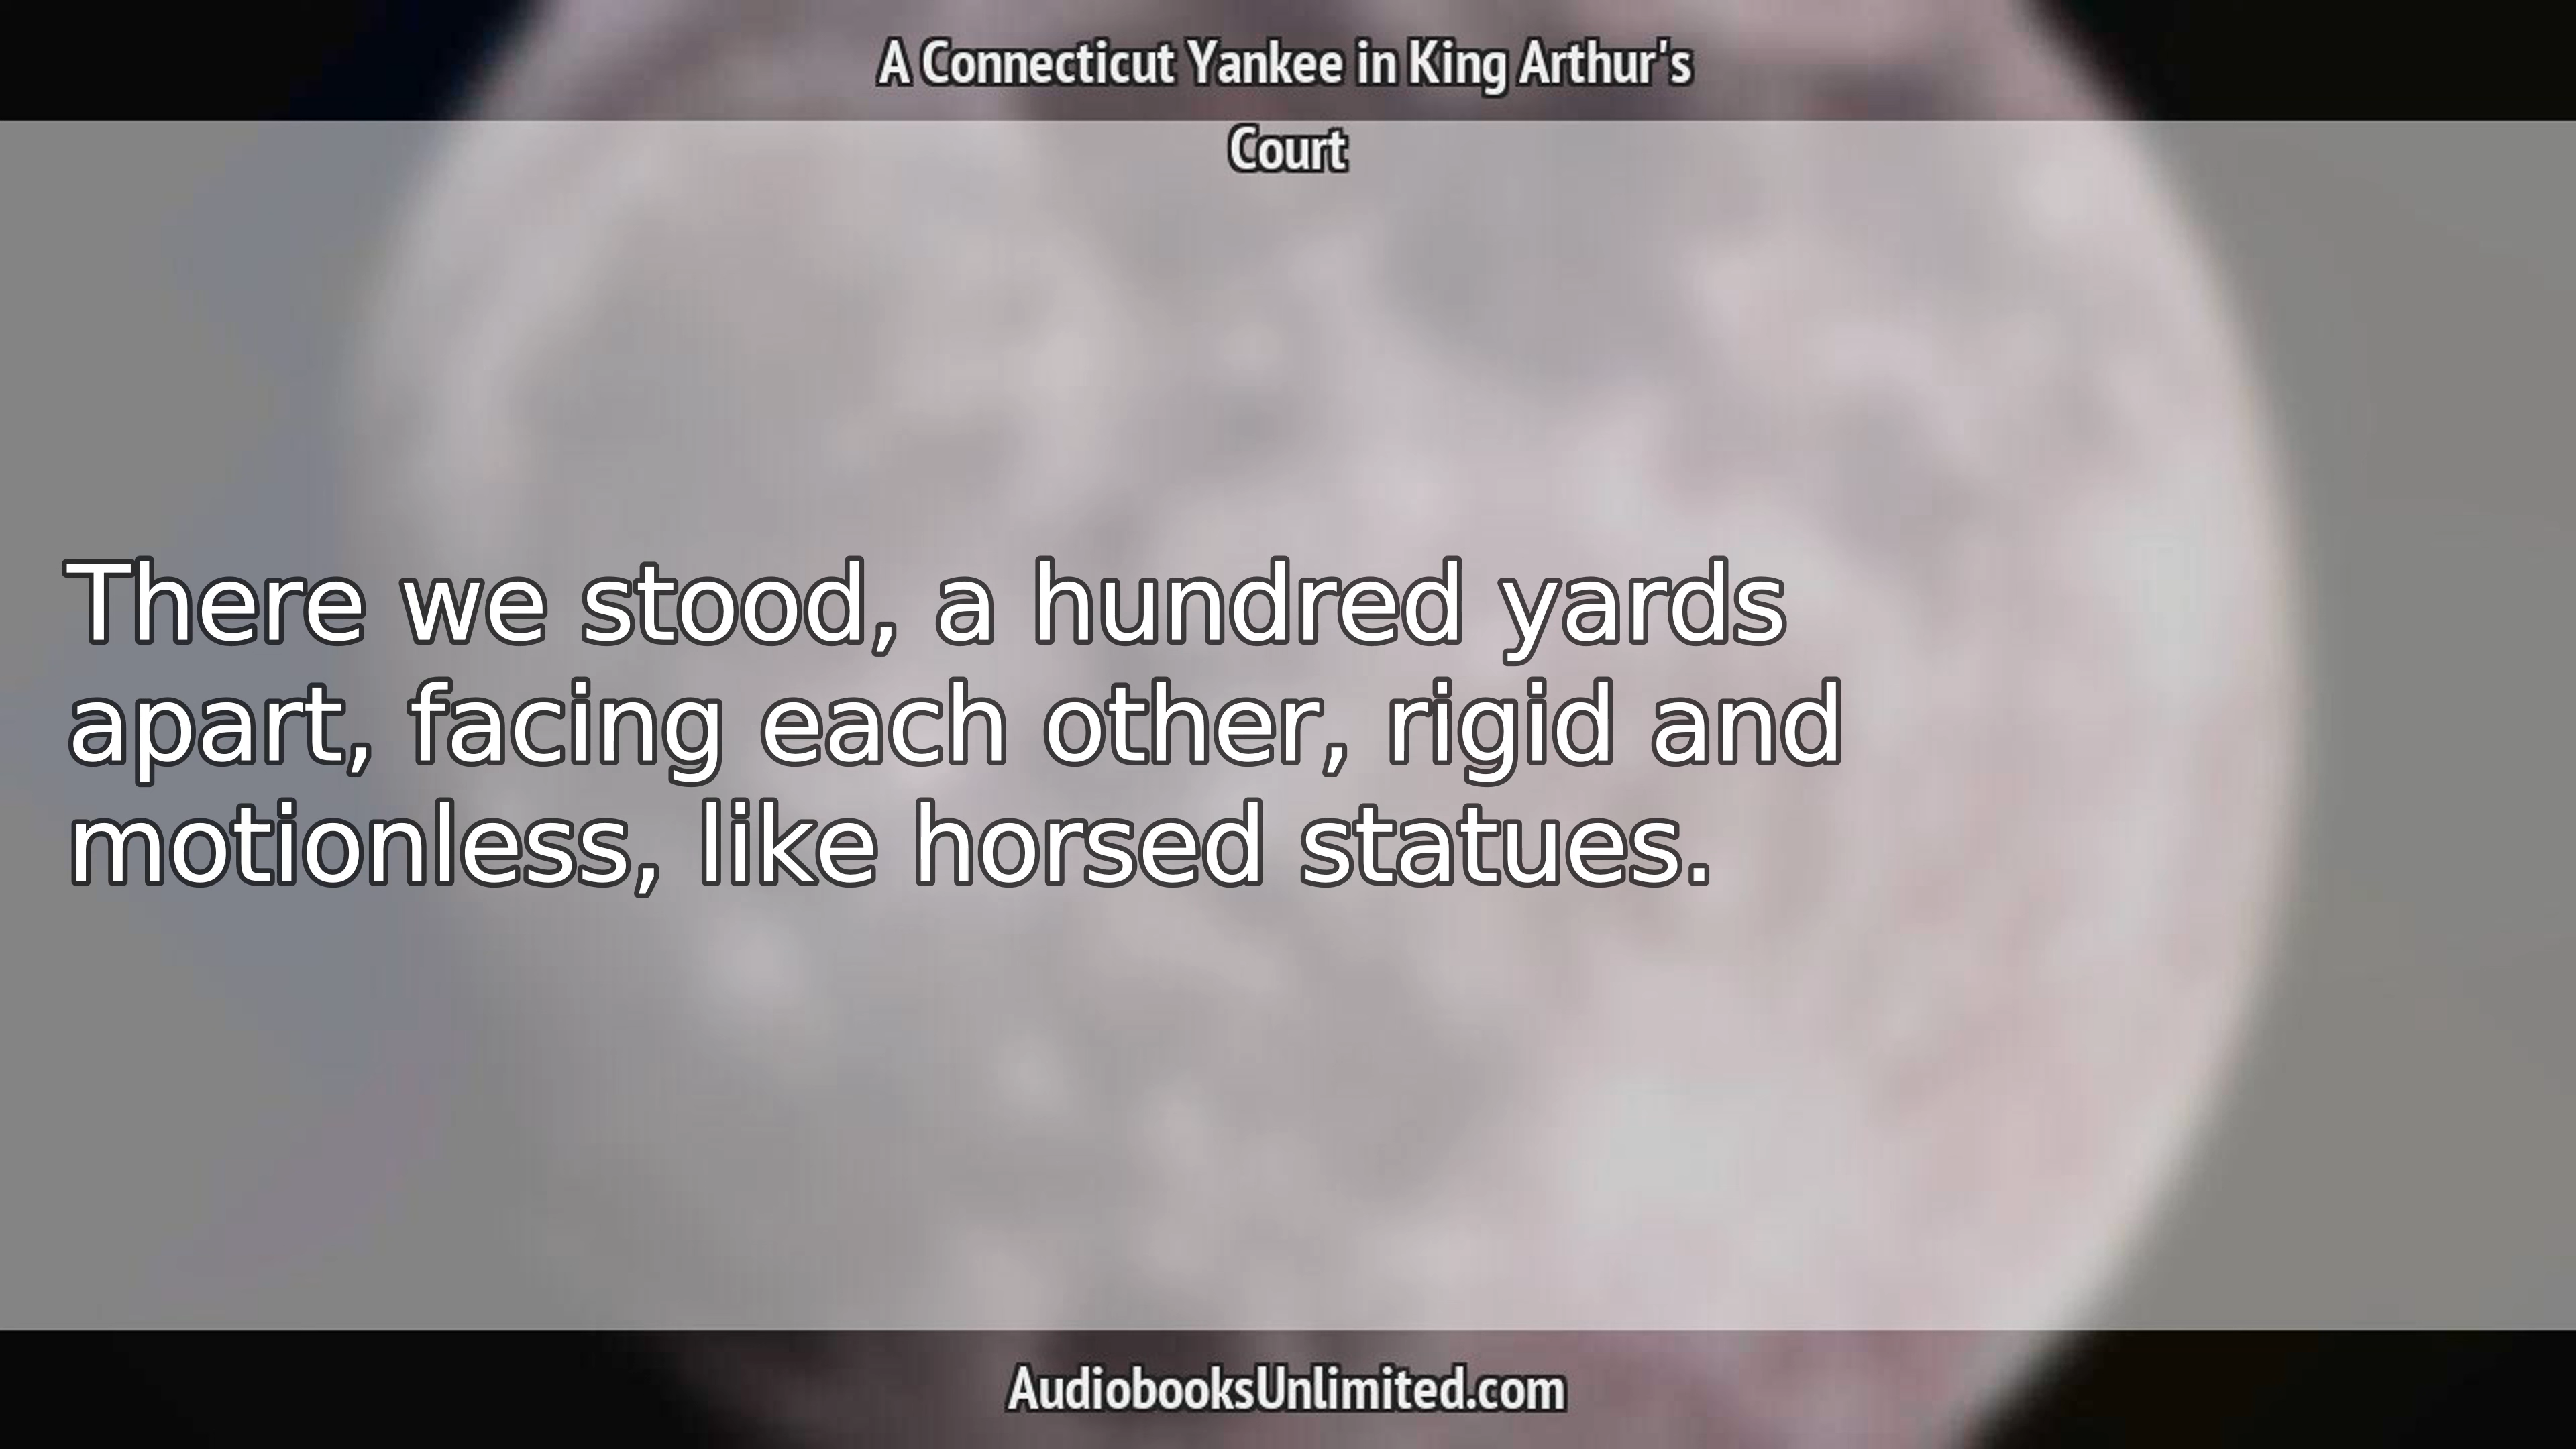 A Connecticut Yankee in King Arthur's
Court
There we stood, a hundred yards
apart, facing each other, rigid and
motionless, like horsed statues.
AudiobooksUnlimited.com